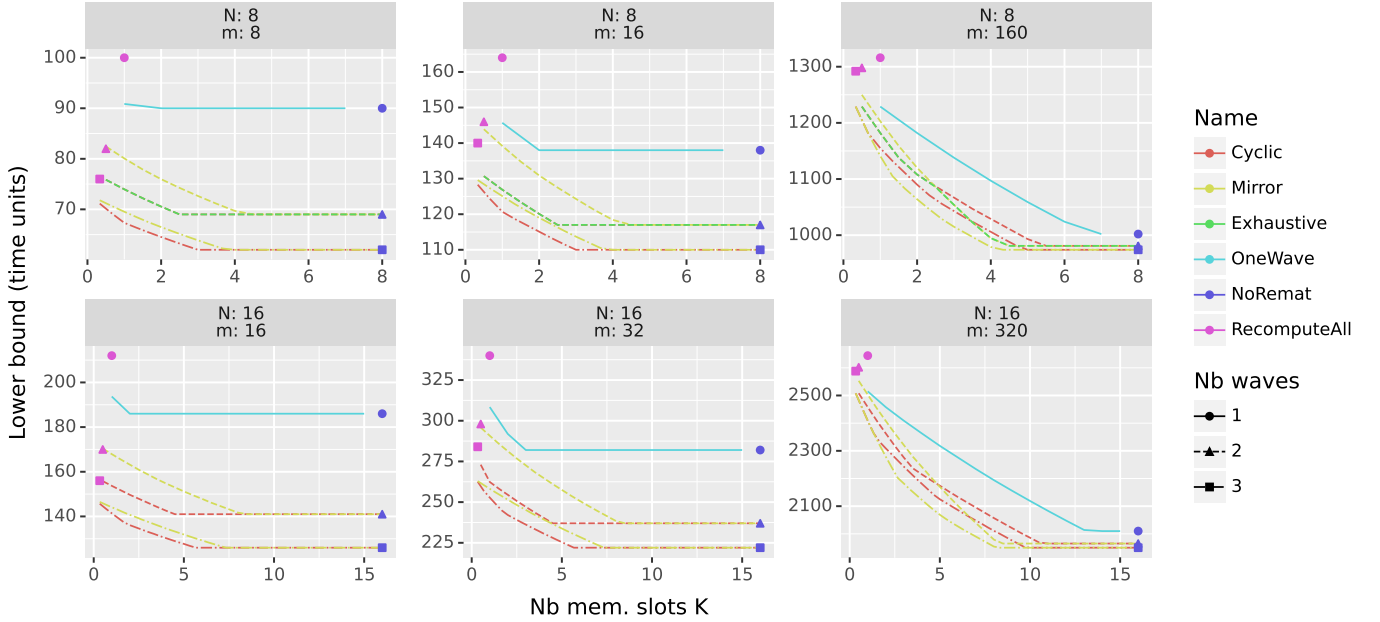 N: 8
m: 8
N: 8
m: 16
N: 8
m: 160
100
90
80
70
0
2
4
6
8
160
150
140
130
120
110
0
2
4
6
8
1300
1200
1100
1000
0
2
4
6
8
N: 16
m: 16
N: 16
m: 32
N: 16
m: 320
200
180
160
140
0
5
10
15
325
300
275
250
225
0
5
10
15
2500
2300
2100
0
5
10
15
Lower bound (time units)
Nb mem. slots K
Name
Cyclic
Mirror
Exhaustive
OneWave
NoRemat
RecomputeAll
Nb waves
1
2
3